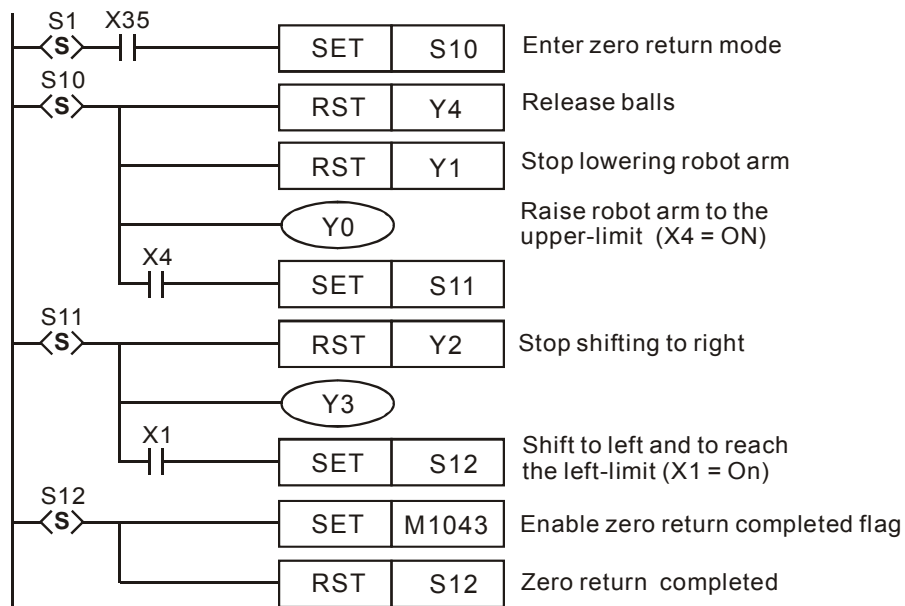 S1 X35
S SET S10 Enter zero return mode
S10
S RST Y4 Release balls
RST Y1 Stop lowering robot arm
Y0 Raise robot arm to the
upper-limit (X4 = ON)
X4
SET S11
S11
S RST Y2 Stop shifting to right
Y3
X1
SET S12 Shift to left and to reach
the left-limit (X1 = On)
S12
S SET M1043 Enable zero return completed flag
RST S12 Zero return completed